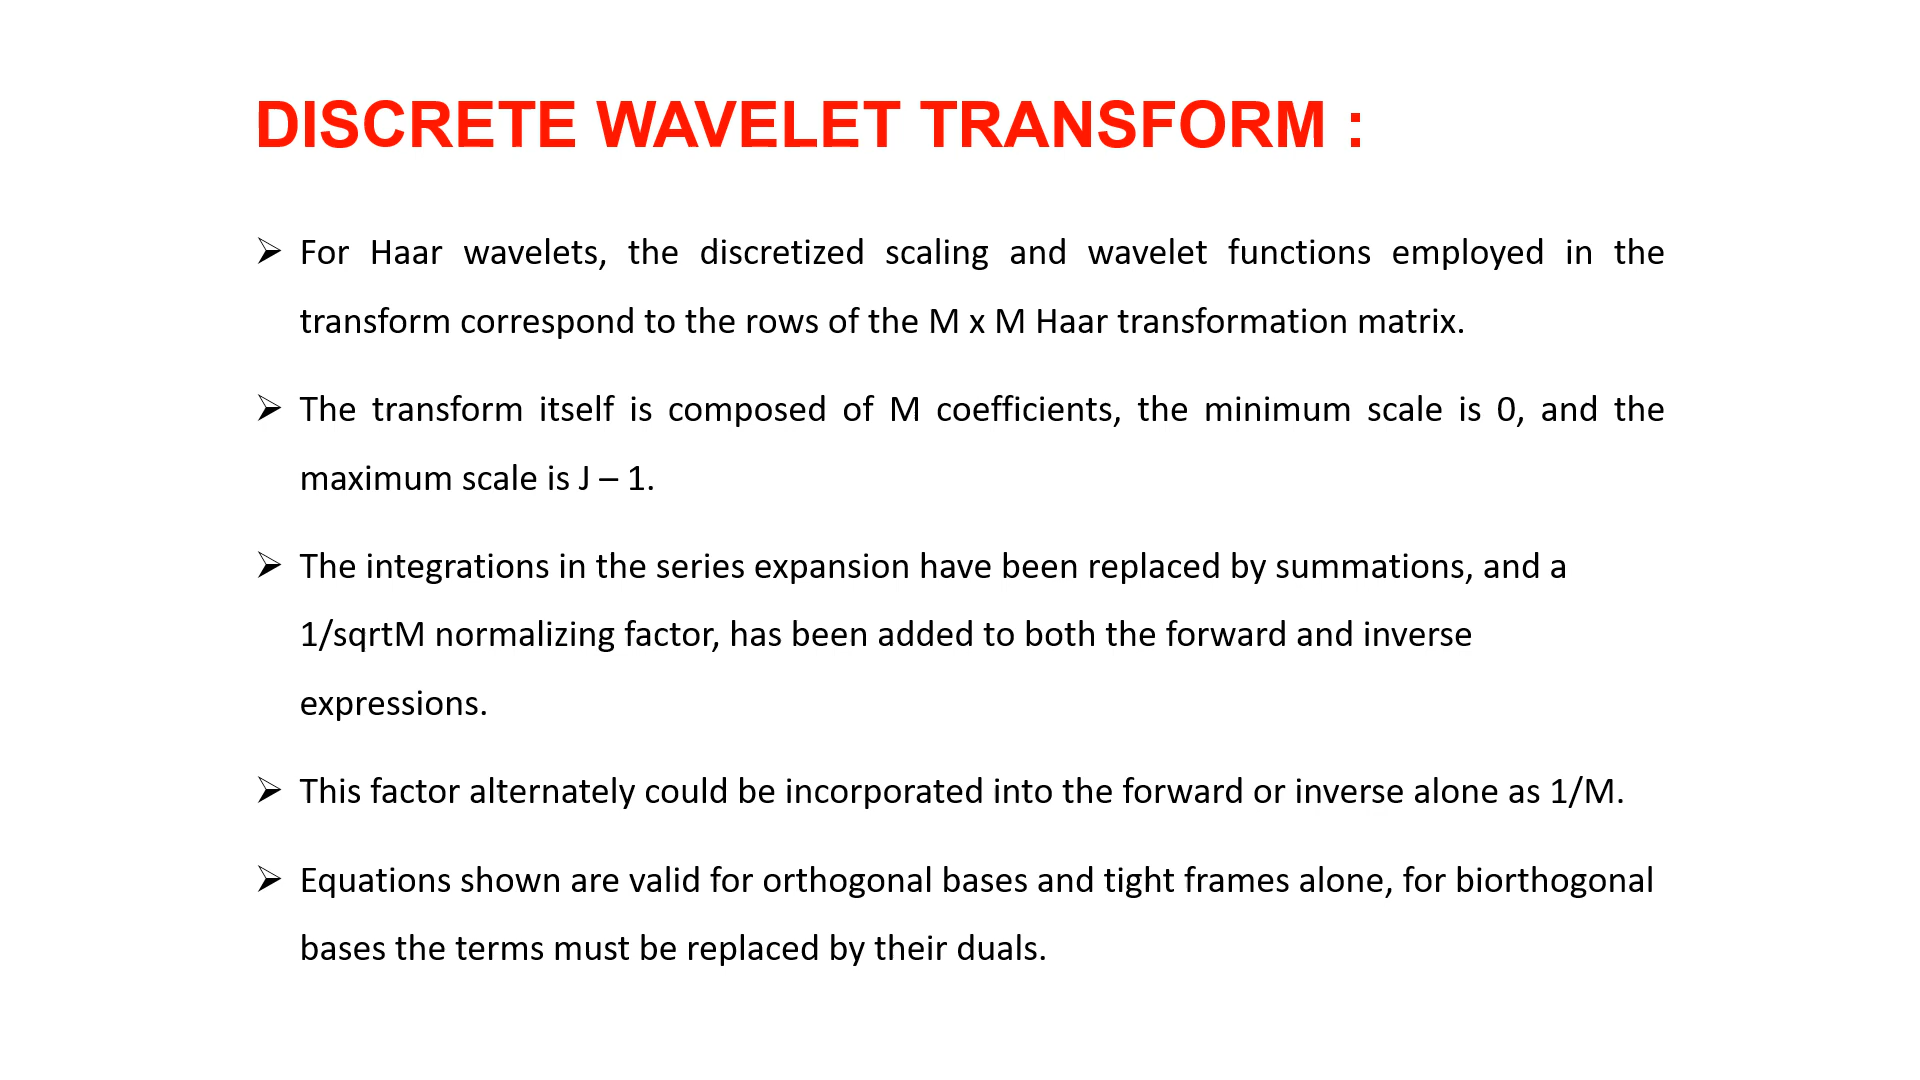 DISCRETE WAVELET TRANSFORM :
➢ For Haar wavelets, the discretized scaling and wavelet functions employed in the
transform correspond to the rows of the M x M Haar transformation matrix.
➢ The transform itself is composed of M coefficients, the minimum scale is 0, and the
maximum scale is J – 1.
➢ The integrations in the series expansion have been replaced by summations, and a
1/sqrtM normalizing factor, has been added to both the forward and inverse
expressions.
➢ This factor alternately could be incorporated into the forward or inverse alone as 1/M.
➢ Equations shown are valid for orthogonal bases and tight frames alone, for biorthogonal
bases the terms must be replaced by their duals.